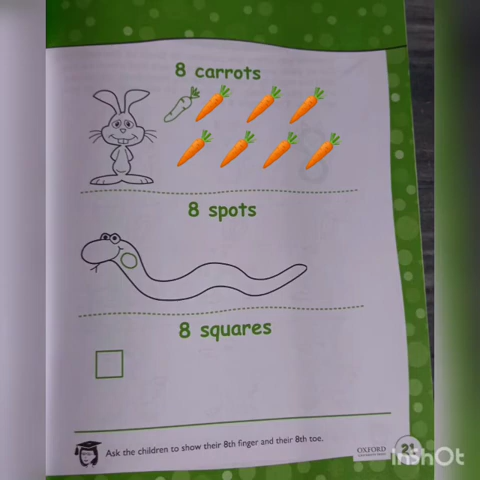 8 carrots
8 spots
8 squares
Ask the children to show their 8th finger and their 8th toe.
OXFORD
21
InShOt